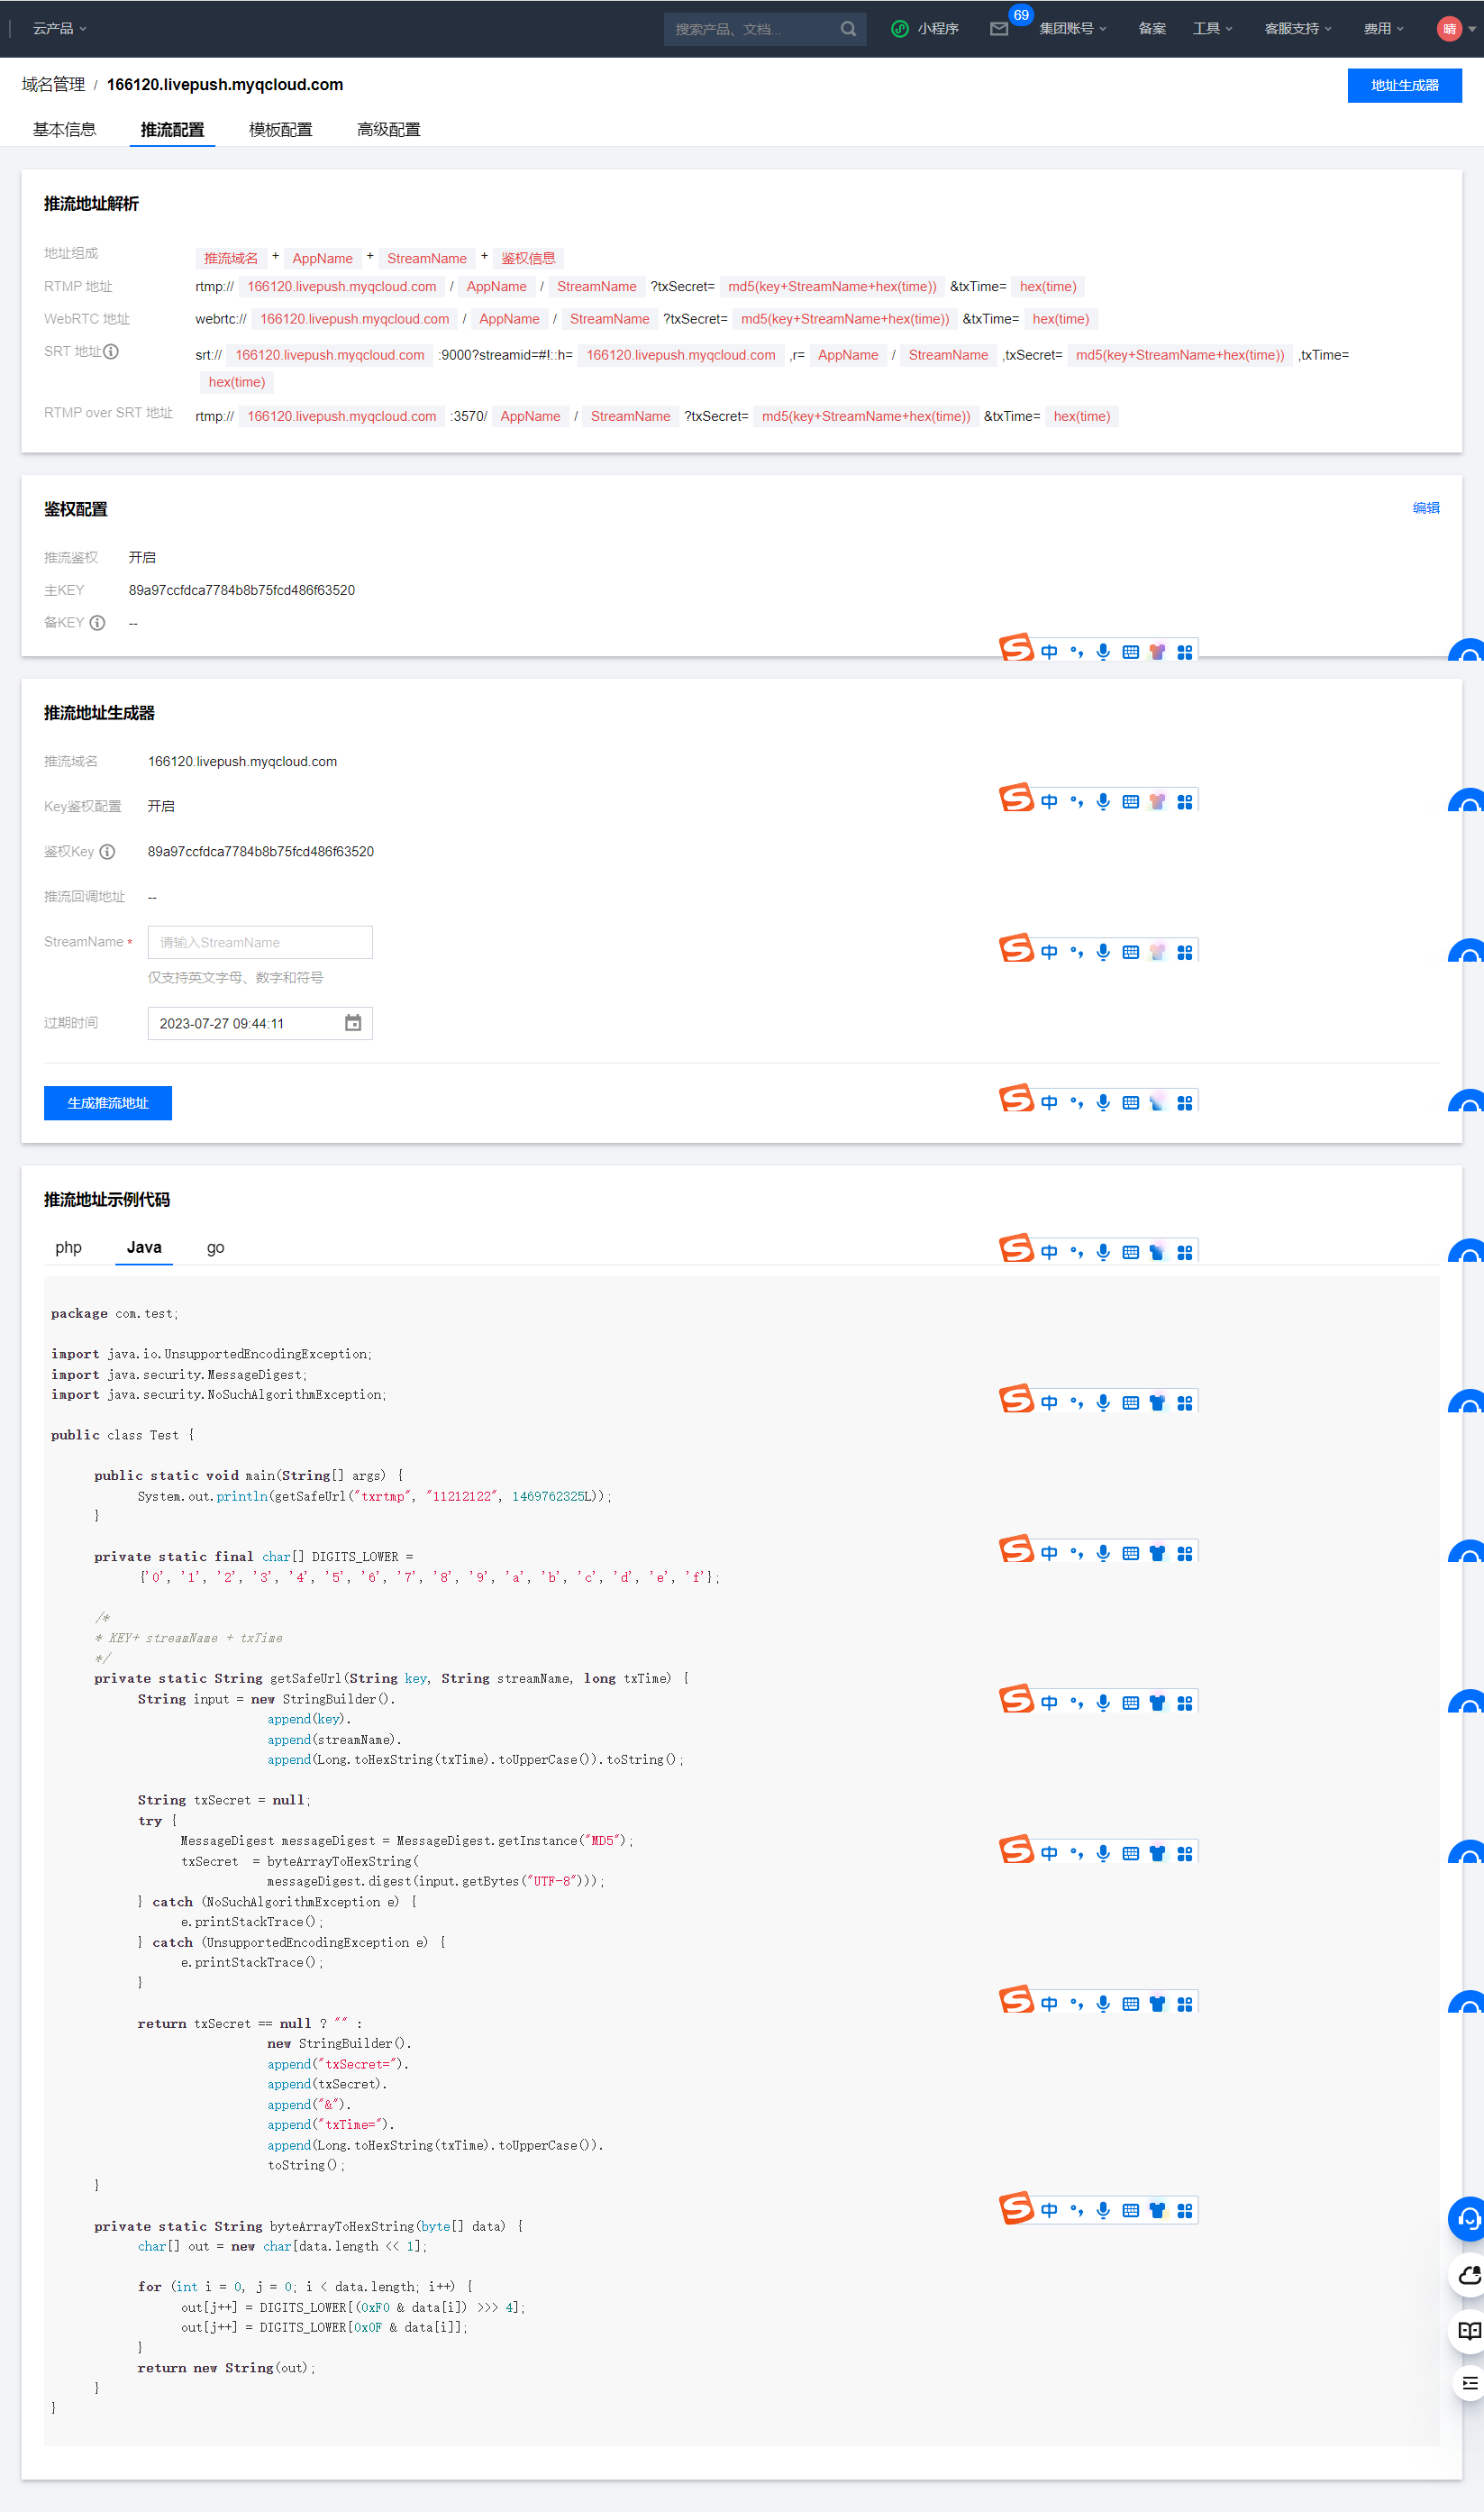 云产品
搜索产品、文档...
小程序
69
集团账号
备案
工具
客服支持
费用
晴
域名管理 / 166120.livepush.myqcloud.com
地址生成器
基本信息 推流配置 模板配置 高级配置
推流地址解析
地址组成 推流域名 + AppName + StreamName + 鉴权信息
RTMP 地址 rtmp:// 166120.livepush.myqcloud.com / AppName / StreamName ?txSecret= md5(key+StreamName+hex(time)) &txTime= hex(time)
WebRTC 地址 webrtc:// 166120.livepush.myqcloud.com / AppName / StreamName ?txSecret= md5(key+StreamName+hex(time)) &txTime= hex(time)
SRT 地址 srt:// 166120.livepush.myqcloud.com :9000?streamid=#!::h= 166120.livepush.myqcloud.com ,r= AppName / StreamName ,txSecret= md5(key+StreamName+hex(time)) ,txTime=
hex(time)
RTMP over SRT 地址 rtmp:// 166120.livepush.myqcloud.com :3570/ AppName / StreamName ?txSecret= md5(key+StreamName+hex(time)) &txTime= hex(time)
鉴权配置
编辑
推流鉴权 开启
主KEY 89a97ccfdca7784b8b75fcd486f63520
备KEY --
S 中
推流地址生成器
推流域名 166120.livepush.myqcloud.com
Key鉴权配置 开启
S 中
鉴权Key 89a97ccfdca7784b8b75fcd486f63520
推流回调地址 --
StreamName * 请输入StreamName
S 中
仅支持英文字母、数字和符号
过期时间 2023-07-27 09:44:11
生成推流地址
S 中
推流地址示例代码
php Java go
S 中
package com.test;
import java.io.UnsupportedEncodingException;
import java.security.MessageDigest;
import java.security.NoSuchAlgorithmException;
S 中
public class Test {
public static void main(String[] args) {
System.out.println(getSafeUrl("txrtmp", "11212122", 1469762325L));
}
private static final char[] DIGITS_LOWER =
S 中
{'0', '1', '2', '3', '4', '5', '6', '7', '8', '9', 'a', 'b', 'c', 'd', 'e', 'f'};
/*
* KEY+ streamName + txTime
*/
private static String getSafeUrl(String key, String streamName, long txTime) {
String input = new StringBuilder().
S 中
append(key).
append(streamName).
append(Long.toHexString(txTime).toUpperCase()).toString();
String txSecret = null;
try {
MessageDigest messageDigest = MessageDigest.getInstance("MD5");
S 中
txSecret = byteArrayToHexString(
messageDigest.digest(input.getBytes("UTF-8")));
} catch (NoSuchAlgorithmException e) {
e.printStackTrace();
} catch (UnsupportedEncodingException e) {
e.printStackTrace();
}
S 中
return txSecret == null ? "" :
new StringBuilder().
append("txSecret=").
append(txSecret).
append("&").
append("txTime=").
append(Long.toHexString(txTime).toUpperCase()).
toString();
}
S 中
private static String byteArrayToHexString(byte[] data) {
char[] out = new char[data.length << 1];
for (int i = 0, j = 0; i < data.length; i++) {
out[j++] = DIGITS_LOWER[(0xF0 & data[i]) >>> 4];
out[j++] = DIGITS_LOWER[0x0F & data[i]];
}
return new String(out);
}
}